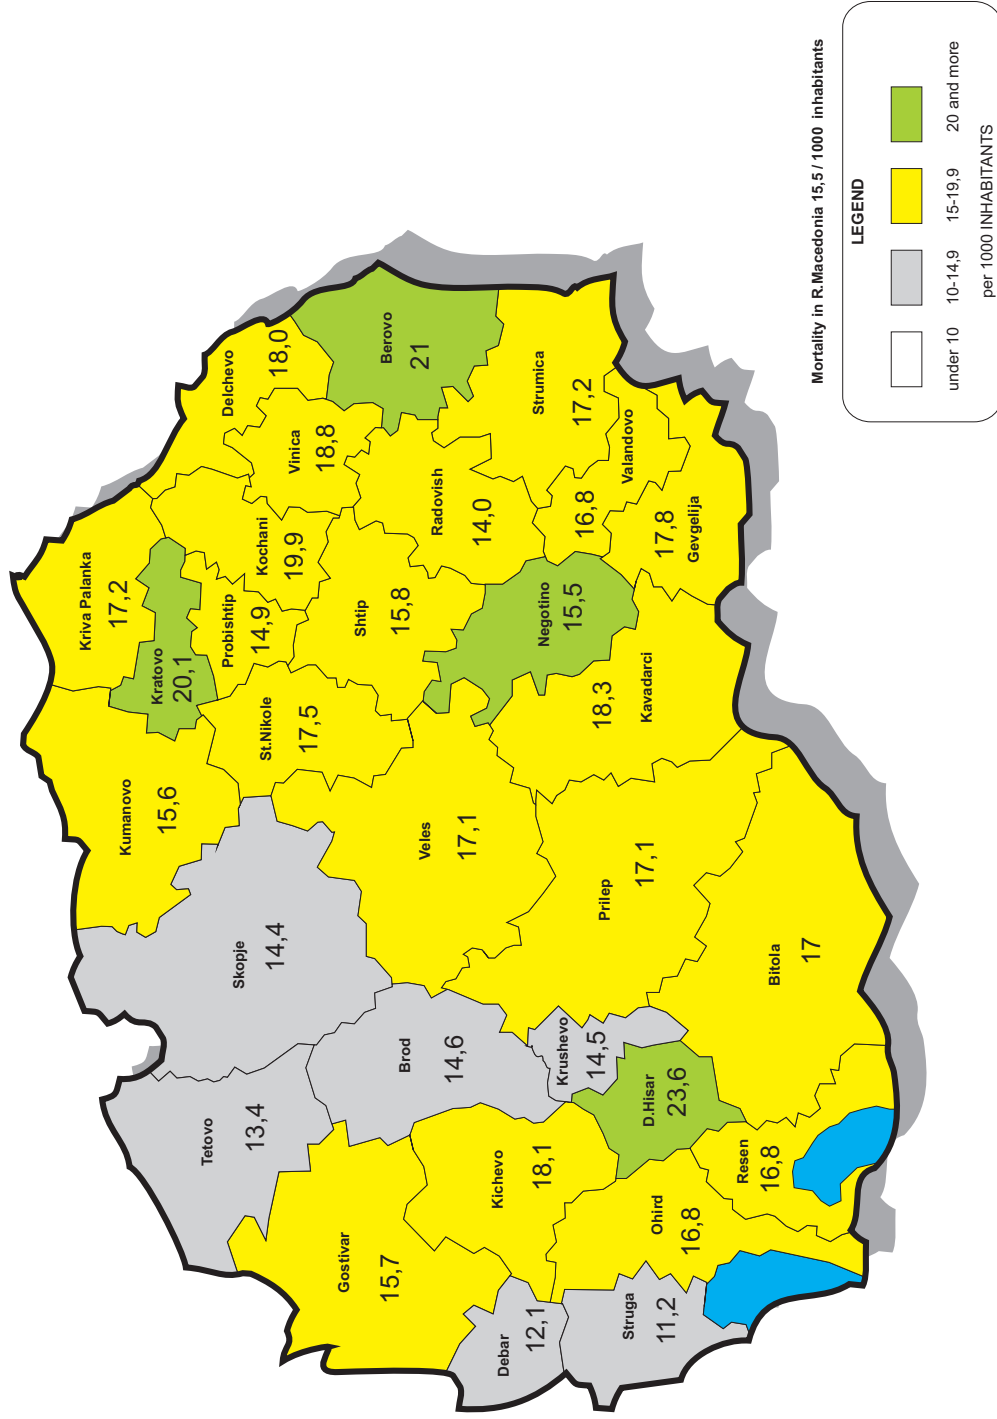 Kriva Palanka
17,2
Kumanovo
15,6
Kratovo
20,1
Delchevo
18,0
Probishtip
14,9
Kochani
19,9
Vinica
18,8
Berovo
21
St.Nikole
17,5
Skopje
14,4
Tetovo
13,4
Shtip
15,8
Radovish
14,0
Strumica
17,2
Veles
17,1
Brod
14,6
Gostivar
15,7
Negotino
15,5
Valandovo
16,8
Kichevo
18,1
Krushevo
14,5
Prilep
17,1
Kavadarci
18,3
Gevgelija
17,8
Debar
12,1
D.Hisar
23,6
Struga
11,2
Ohird
16,8
Resen
16,8
Bitola
17
Mortality in R.Macedonia 15,5 / 1000 inhabitants
LEGEND
under 10
10-14,9
15-19,9
20 and more
per 1000 INHABITANTS